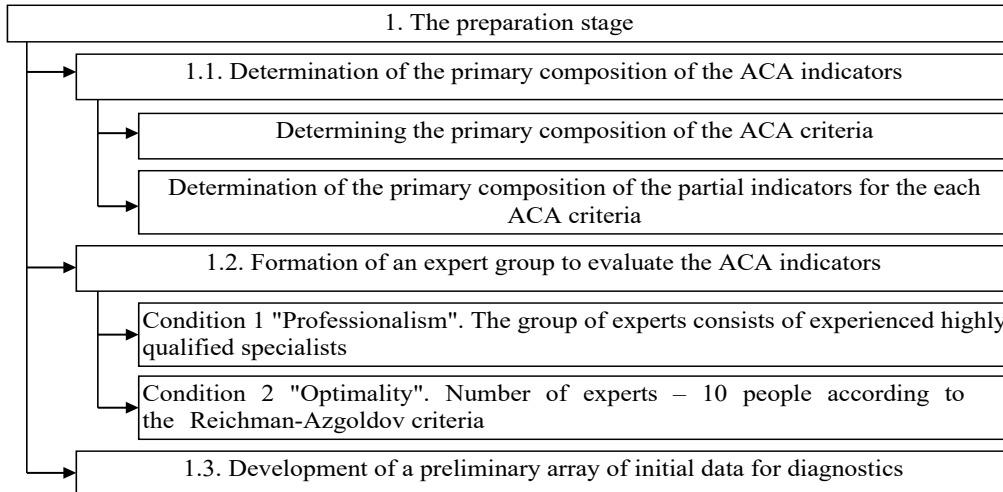 1. The preparation stage
1.1. Determination of the primary composition of the ACA indicators
Determining the primary composition of the ACA criteria
Determination of the primary composition of the partial indicators for the each
ACA criteria
1.2. Formation of an expert group to evaluate the ACA indicators
Condition 1 "Professionalism". The group of experts consists of experienced highly
qualified specialists
Condition 2 "Optimality". Number of experts – 10 people according to
the Reichman-Azgoldov criteria
1.3. Development of a preliminary array of initial data for diagnostics